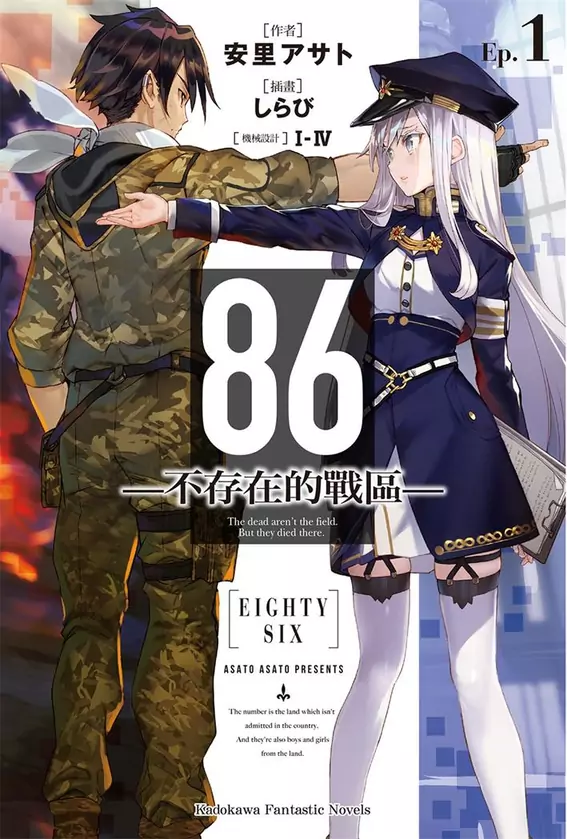 [作者]
安里アサト
[插畫]
しらび
[機械設計] I-IV
Ep. 1
86
—不存在的戰區—
The dead aren't the field.
But they died there.
[EIGHTY
SIX]
ASATO ASATO PRESENTS
The number is the land which isn't
admitted in the country.
And they're also boys and girls
from the land.
Kadokawa Fantastic Novels